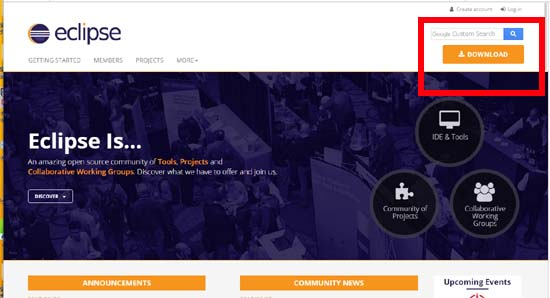 Create account Log in
eclipse
Google Custom Search
DOWNLOAD
GETTING STARTED MEMBERS PROJECTS MORE
Eclipse Is...
An amazing open source community of Tools, Projects and
Collaborative Working Groups. Discover what we have to offer and join us.
DISCOVER
IDE & Tools
Community of
Projects
Collaborative
Working
Groups
ANNOUNCEMENTS
COMMUNITY NEWS
Upcoming Events